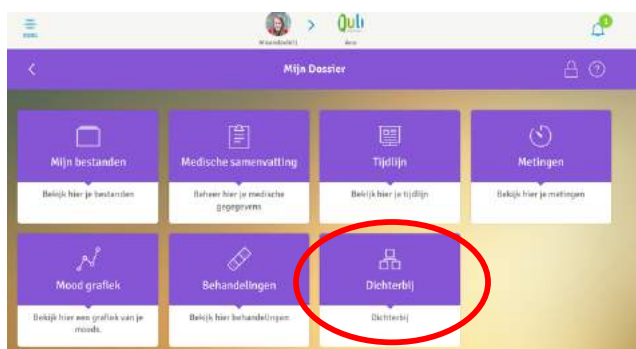 MENU
Quli
1
Mijn Dossier
Mijn bestanden
Bekijk hier je bestanden
Medische samenvatting
Beheer hier je medische
gegegevens
Tijdlijn
Bekijk hier je tijdlijn
Metingen
Bekijk hier je metingen
Mood grafiek
Bekijk hier een grafiek van je
moods.
Behandelingen
Bekijk hier behandelingen
Dichterbij
Dichterbij